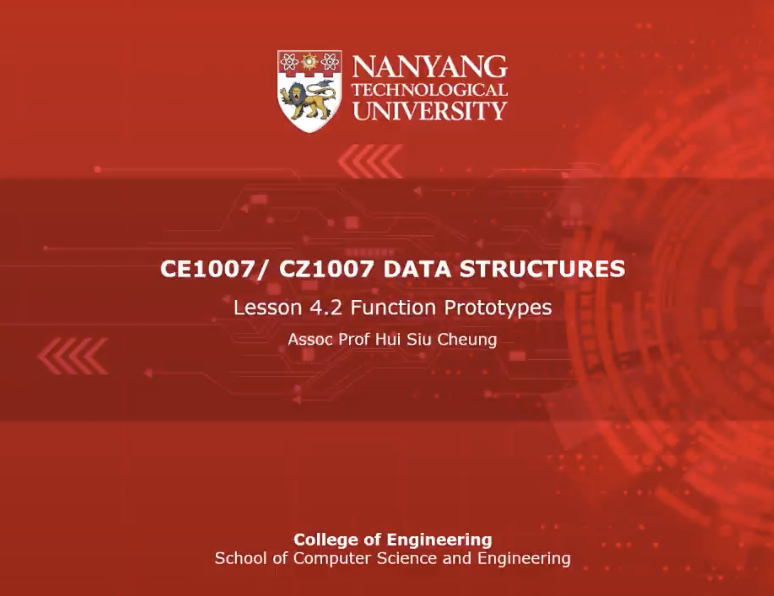 NANYANG
TECHNOLOGICAL
UNIVERSITY
CE1007/ CZ1007 DATA STRUCTURES
Lesson 4.2 Function Prototypes
Assoc Prof Hui Siu Cheung
College of Engineering
School of Computer Science and Engineering